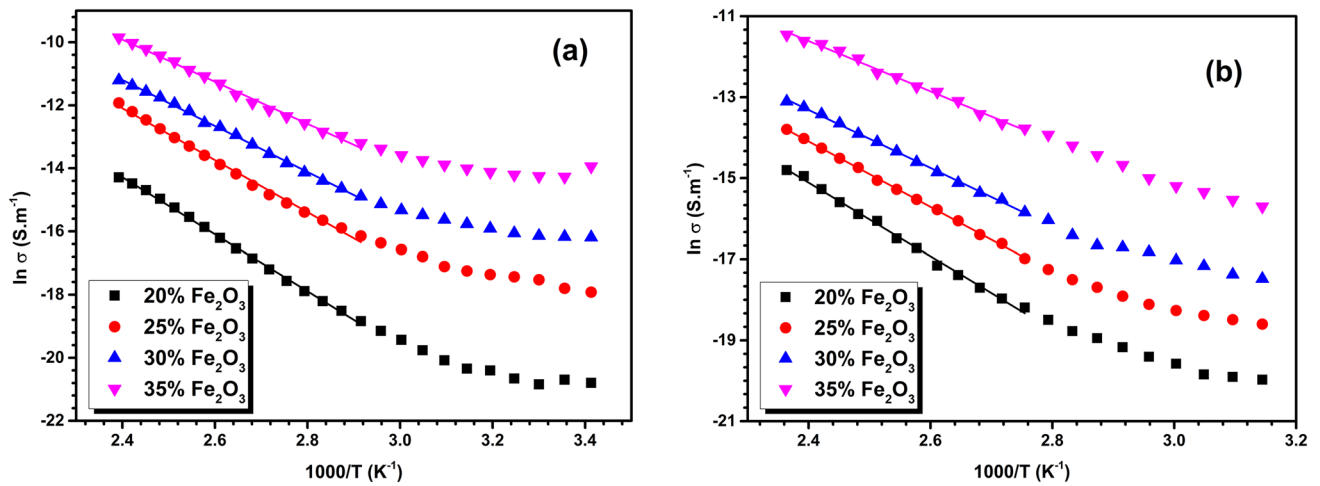 (a)
ln σ (S.m⁻¹)
-10
-12
-14
-16
-18
-20
-22
20% Fe₂O₃
25% Fe₂O₃
30% Fe₂O₃
35% Fe₂O₃
2.4 2.6 2.8 3.0 3.2 3.4
1000/T (K⁻¹)
(b)
ln σ (S.m⁻¹)
-11
-13
-15
-17
-19
-21
20% Fe₂O₃
25% Fe₂O₃
30% Fe₂O₃
35% Fe₂O₃
2.4 2.6 2.8 3.0 3.2
1000/T (K⁻¹)